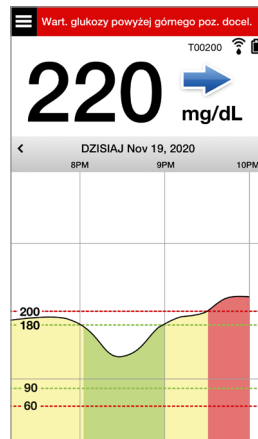 Wart. glukozy powyżej górnego poz. docel.
T00200
220
mg/dL
< DZISIAJ Nov 19, 2020
8PM 9PM 10PM
200
180
90
60